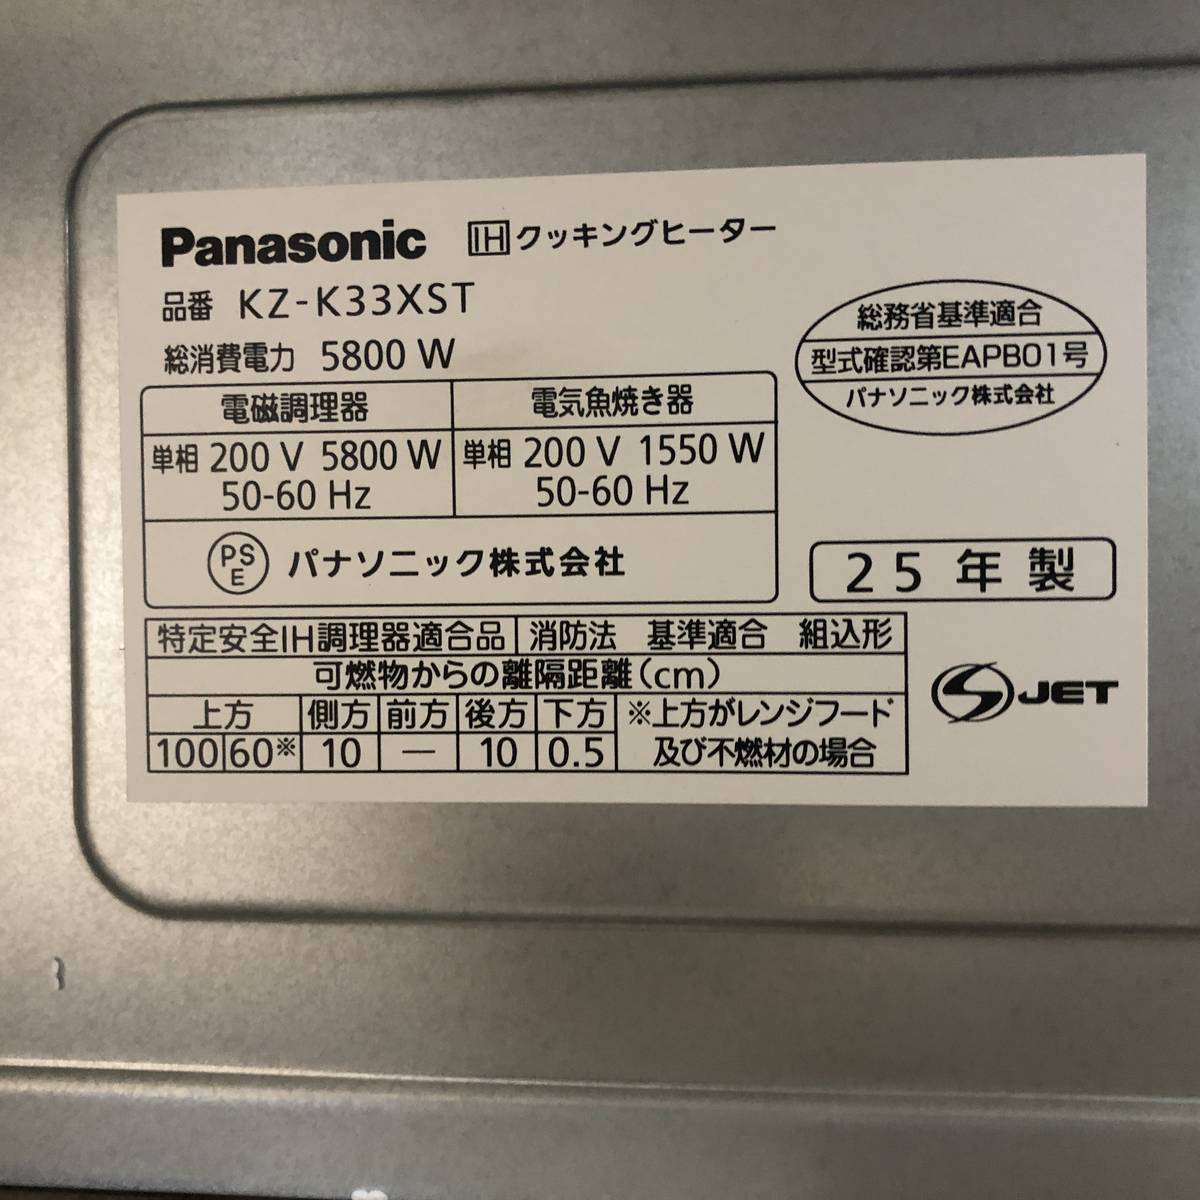 Panasonic IHクッキングヒーター
品番 KZ-K33XST
総消費電力 5800 W
電磁調理器 電気魚焼き器
単相 200 V 5800 W 単相 200 V 1550 W
50-60 Hz 50-60 Hz
PSE パナソニック株式会社
総務省基準適合
型式確認第EAPB01号
パナソニック株式会社
25年製
特定安全IH調理器適合品 消防法 基準適合 組込形
可燃物からの離隔距離(cm)
上方 側方 前方 後方 下方 ※上方がレンジフード
100 60※ 10 — 10 0.5 及び不燃材の場合
S JET